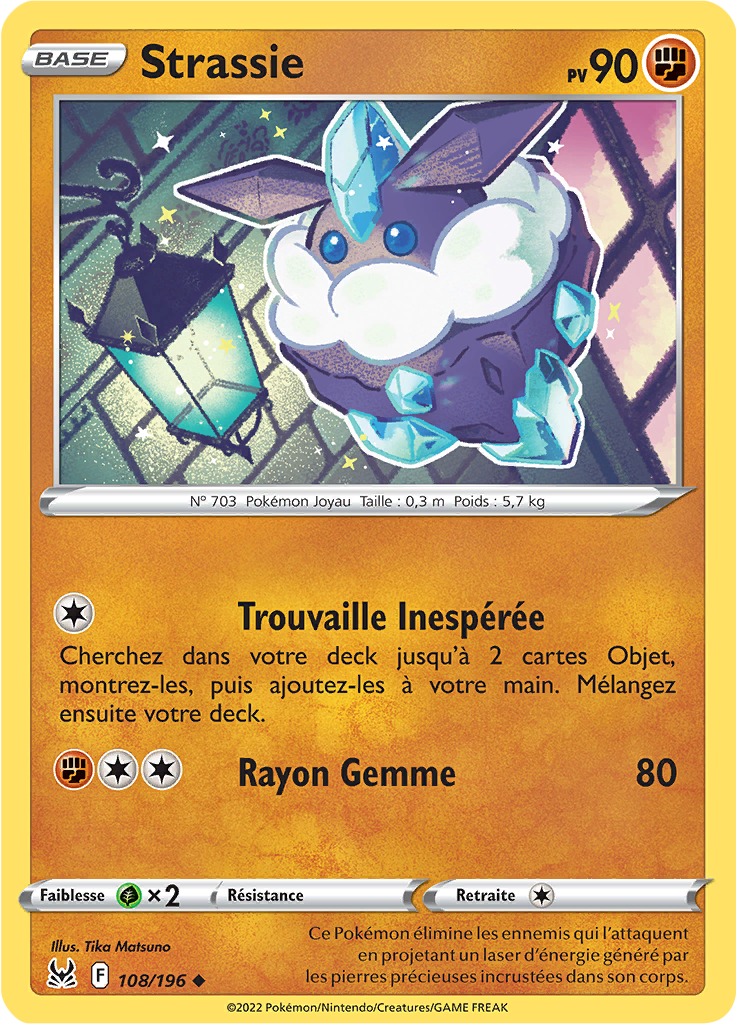 BASE Strassie PV90
N° 703 Pokémon Joyau Taille : 0,3 m Poids : 5,7 kg
Trouvaille Inespérée
Cherchez dans votre deck jusqu'à 2 cartes Objet,
montrez-les, puis ajoutez-les à votre main. Mélangez
ensuite votre deck.
Rayon Gemme 80
Faiblesse ×2 Résistance Retraite
Illus. Tika Matsuno
Ce Pokémon élimine les ennemis qui l'attaquent
en projetant un laser d'énergie généré par
les pierres précieuses incrustées dans son corps.
F 108/196
©2022 Pokémon/Nintendo/Creatures/GAME FREAK